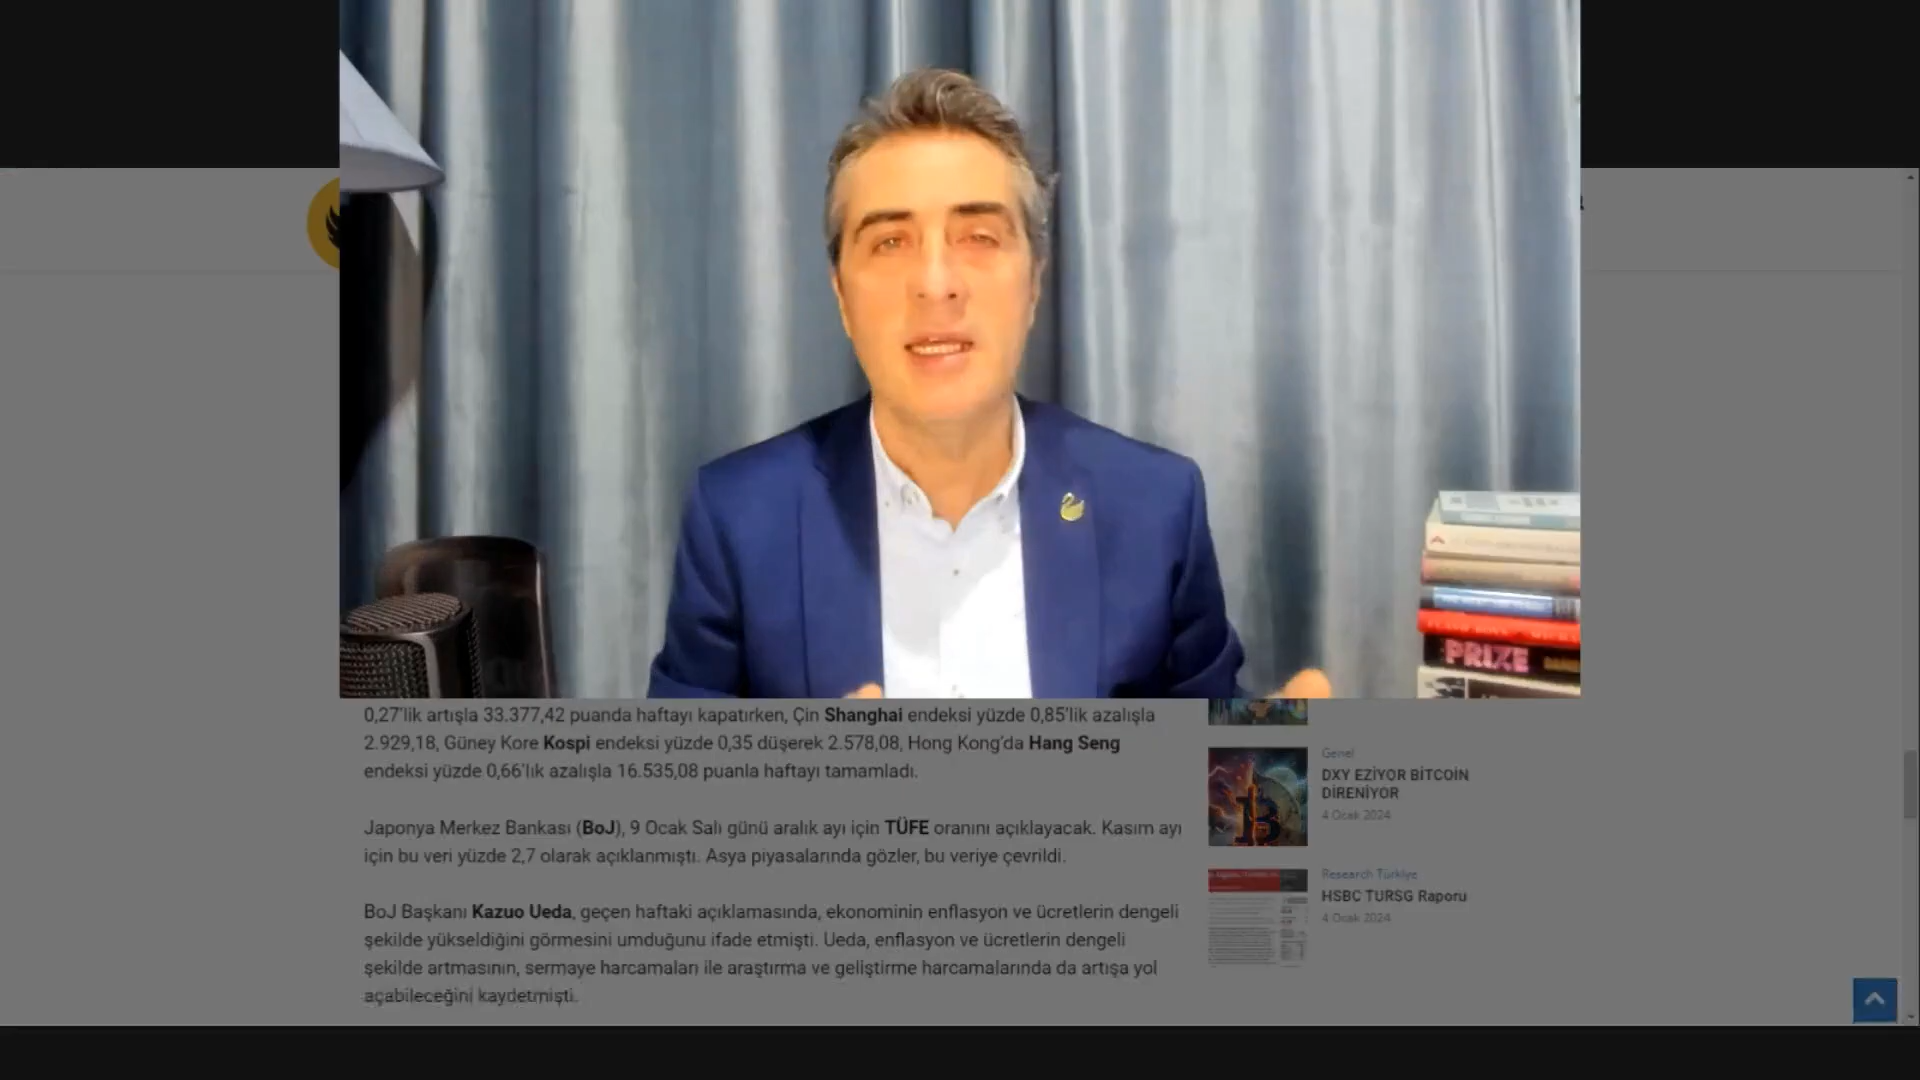 PRIZE
0,27'lik artışla 33.377,42 puanda haftayı kapatırken, Çin Shanghai endeksi yüzde 0,85'lik azalışla
2.929,18, Güney Kore Kospi endeksi yüzde 0,35 düşerek 2.578,08, Hong Kong'da Hang Seng
endeksi yüzde 0,66'lık azalışla 16.535,08 puanla haftayı tamamladı.
Japonya Merkez Bankası (BoJ), 9 Ocak Salı günü aralık ayı için TÜFE oranını açıklayacak. Kasım ayı
için bu veri yüzde 2,7 olarak açıklanmıştı. Asya piyasalarında gözler, bu veriye çevrildi.
BoJ Başkanı Kazuo Ueda, geçen haftaki açıklamasında, ekonominin enflasyon ve ücretlerin dengeli
şekilde yükseldiğini görmesini umduğunu ifade etmişti. Ueda, enflasyon ve ücretlerin dengeli
şekilde artmasının, sermaye harcamaları ile araştırma ve geliştirme harcamalarında da artışa yol
açabileceğini kaydetmişti.
Genel
DXY EZİYOR BİTCOİN
DİRENİYOR
4 Ocak 2024
Research Türkiye
HSBC TURSG Raporu
4 Ocak 2024